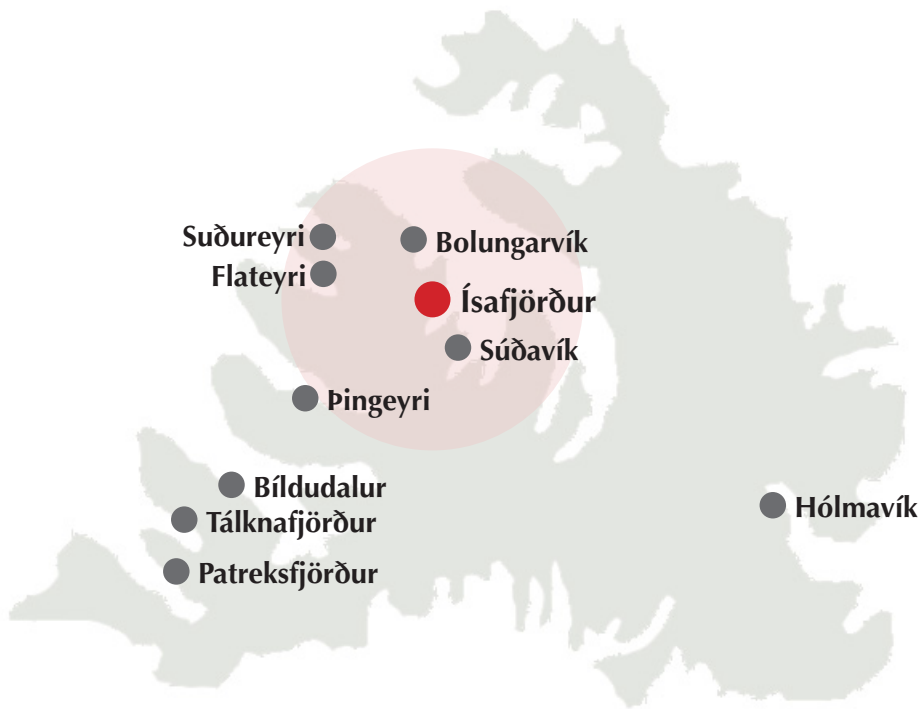 Suðureyri
Bolungarvík
Flateyri
Ísafjörður
Súðavík
Þingeyri
Bíldudalur
Hólmavík
Tálknafjörður
Patreksfjörður